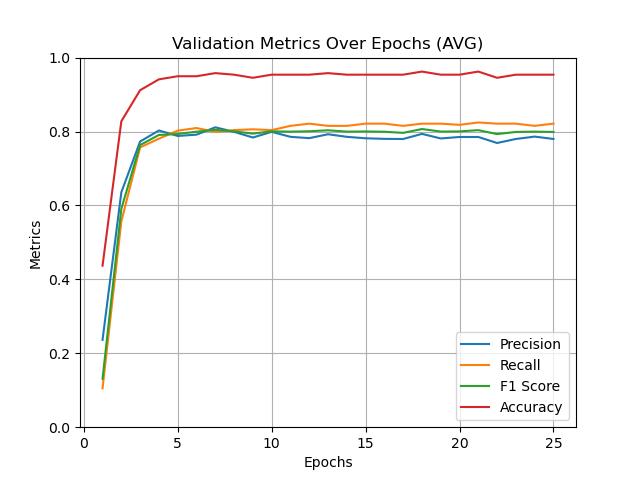 Validation Metrics Over Epochs (AVG)
1.0
0.8
0.6
0.4
0.2
0.0
Metrics
0 5 10 15 20 25
Epochs
Precision
Recall
F1 Score
Accuracy